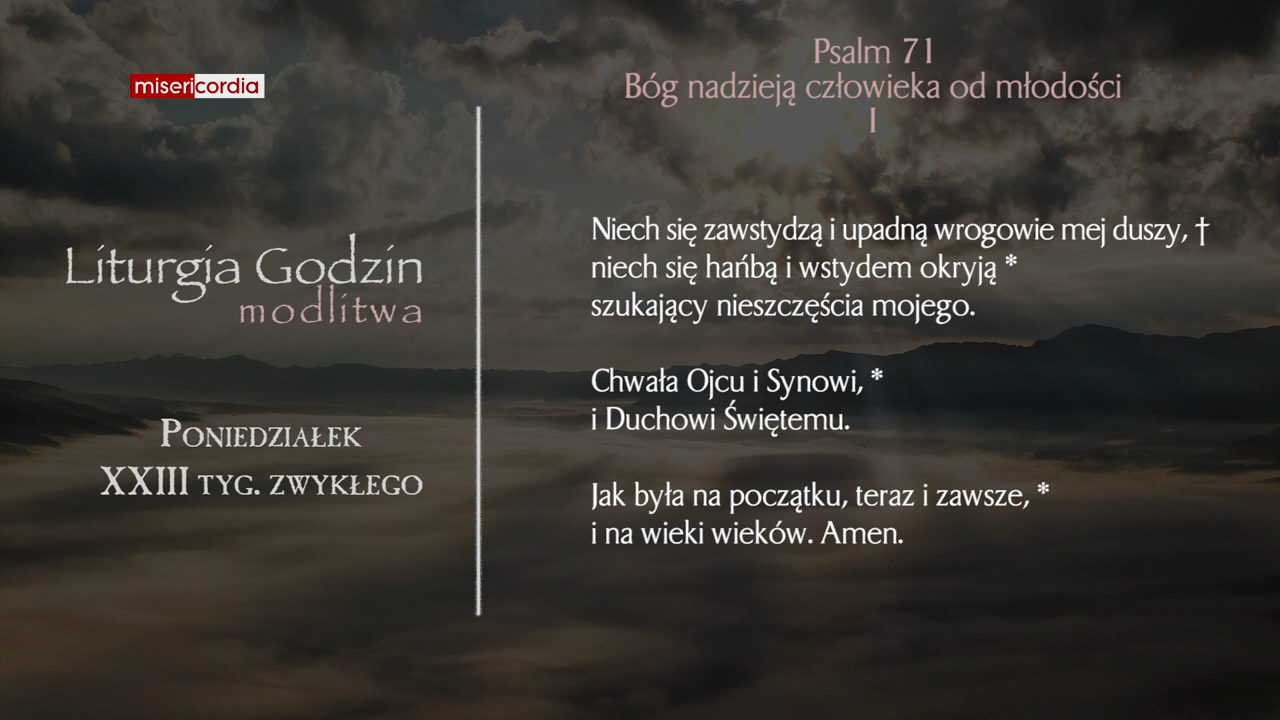 misericordia
Liturgia Godzin
modlitwa
Poniedziałek
XXIII tyg. zwykłego
Psalm 71
Bóg nadzieją człowieka od młodości
I
Niech się zawstydzą i upadną wrogowie mej duszy, †
niech się hańbą i wstydem okryją *
szukający nieszczęścia mojego.
Chwała Ojcu i Synowi, *
i Duchowi Świętemu.
Jak była na początku, teraz i zawsze, *
i na wieki wieków. Amen.